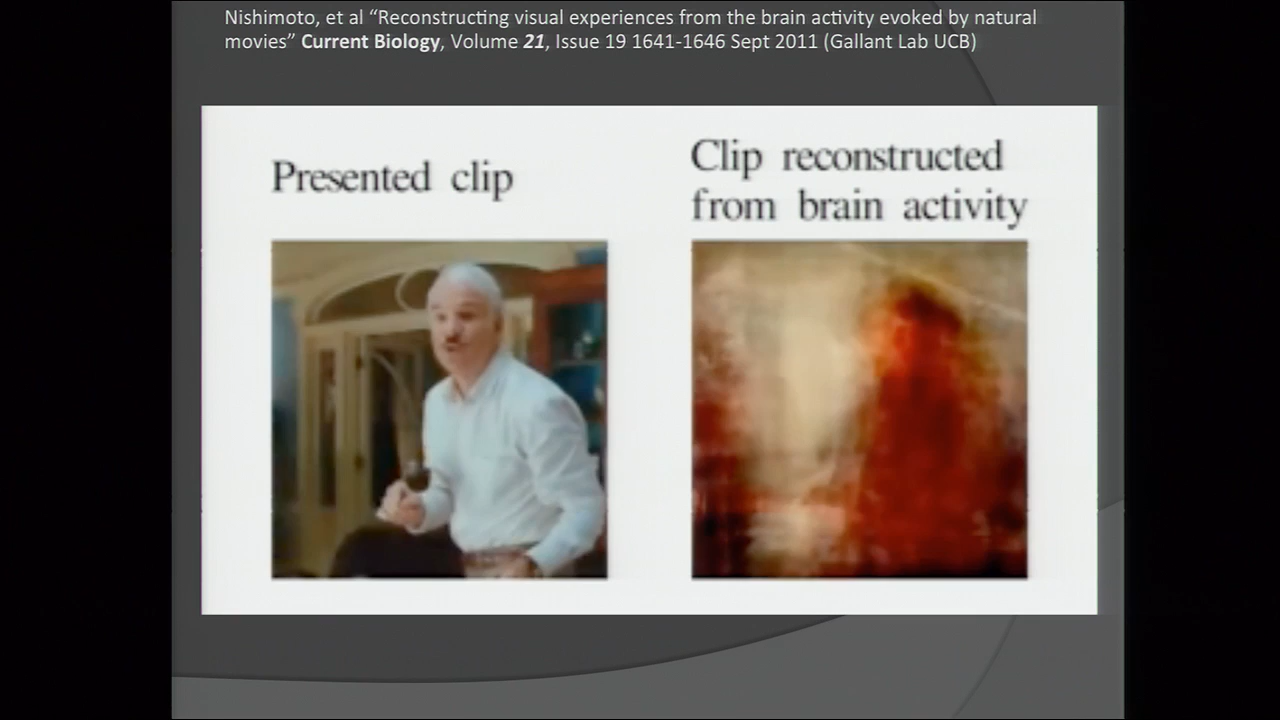 Nishimoto, et al “Reconstructing visual experiences from the brain activity evoked by natural
movies” Current Biology, Volume 21, Issue 19 1641-1646 Sept 2011 (Gallant Lab UCB)
Presented clip
Clip reconstructed
from brain activity